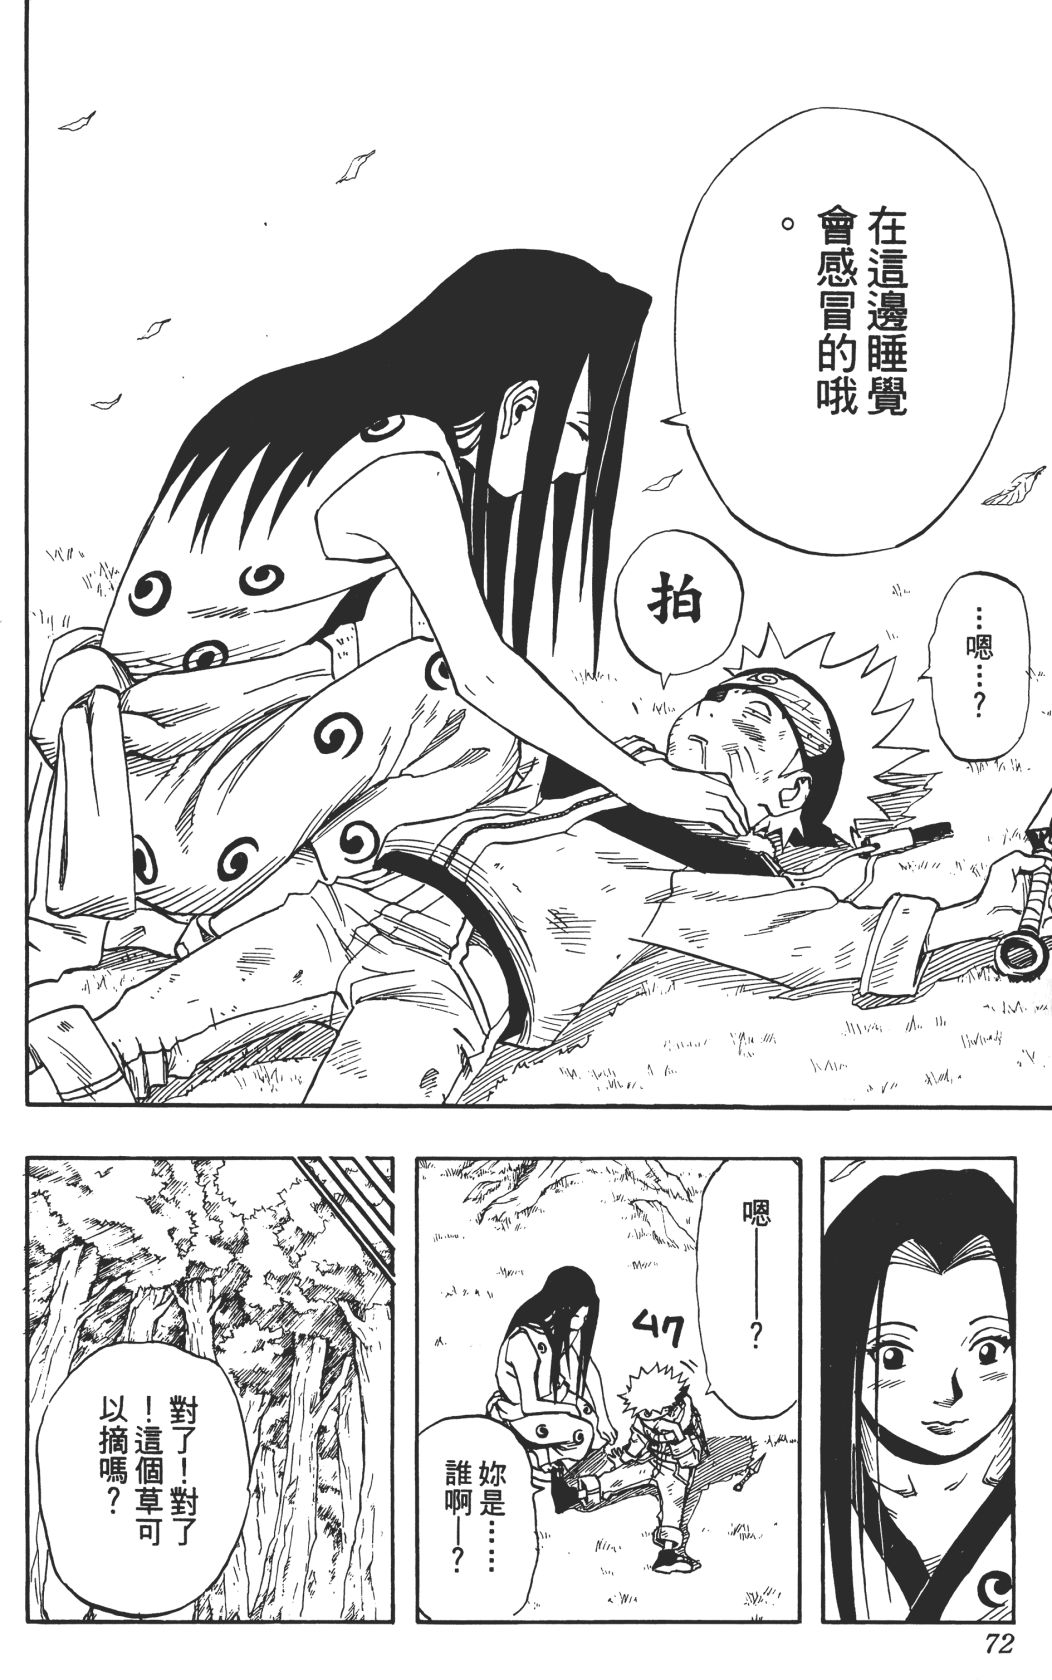 在這邊睡覺
會感冒的哦
。
拍
…嗯…?
嗯──?
妳是……
誰啊─?
對了!對了
!這個草可
以摘嗎?
72